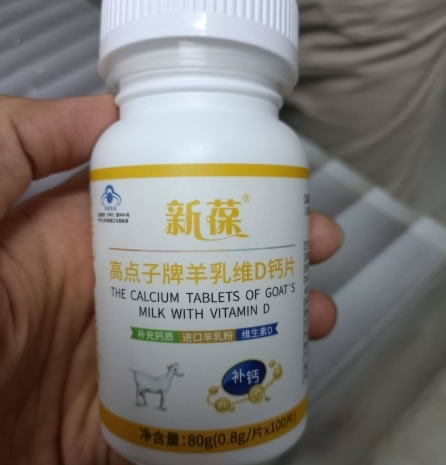 新葆®
高点子牌羊乳维D钙片
THE CALCIUM TABLETS OF GOAT'S
MILK WITH VITAMIN D
补充钙质 进口羊乳粉 维生素D
补钙
净含量:80g(0.8g/片x100片)